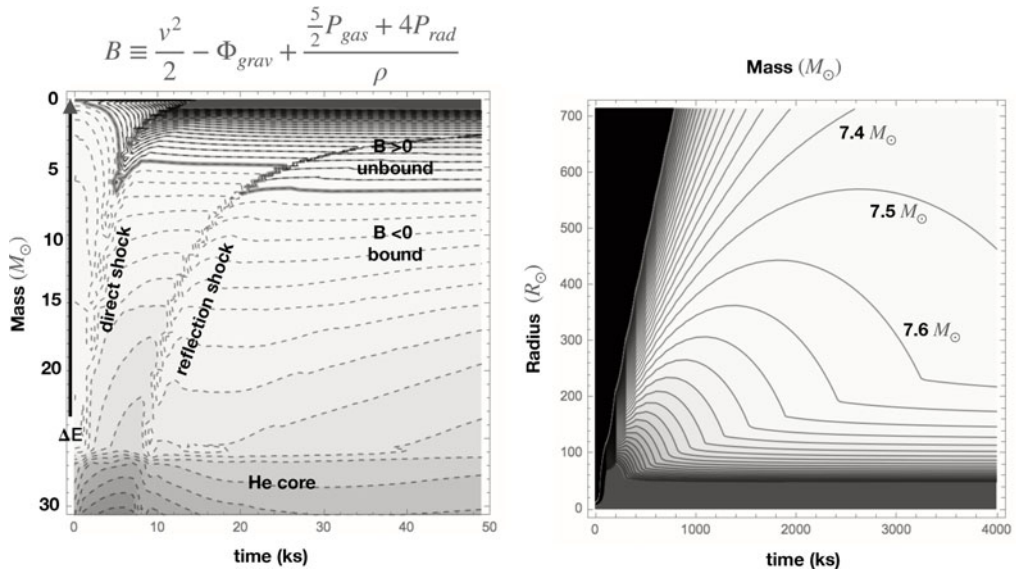 B ≡ v²/2 − Φ_grav + (5/2 P_gas + 4P_rad)/ρ
0
5
10
15
20
25
30
Mass (M⊙)
direct shock
reflection shock
B >0
unbound
B <0
bound
ΔE
He core
0
10
20
30
40
50
time (ks)
Mass (M⊙)
700
600
500
400
300
200
100
0
Radius (R⊙)
7.4 M⊙
7.5 M⊙
7.6 M⊙
0
1000
2000
3000
4000
time (ks)